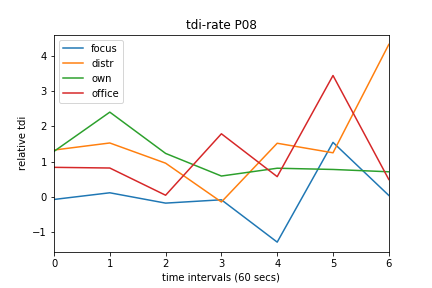 tdi-rate P08
focus
distr
own
office
relative tdi
4
3
2
1
0
−1
0 1 2 3 4 5 6
time intervals (60 secs)